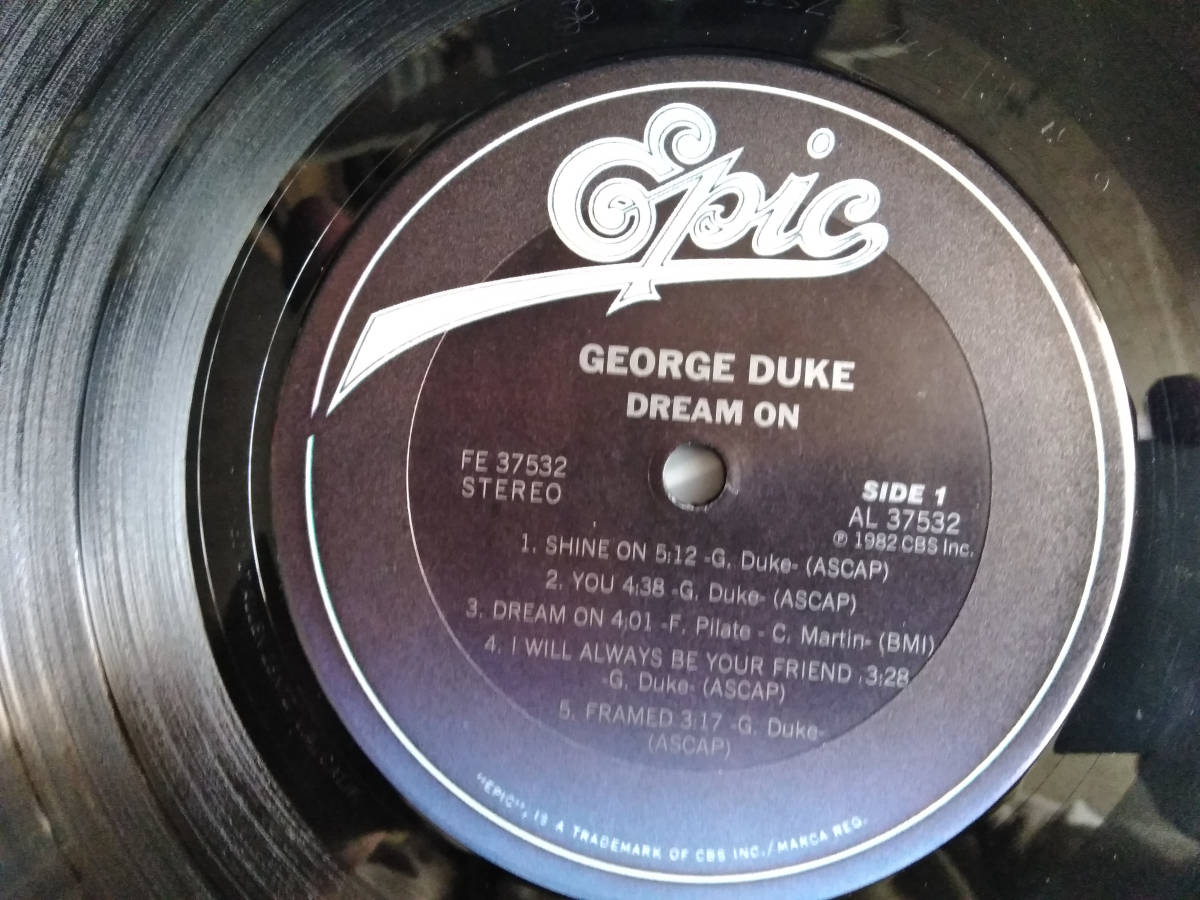 Epic
GEORGE DUKE
DREAM ON
FE 37532
STEREO
SIDE 1
AL 37532
℗ 1982 CBS Inc.
1. SHINE ON 5:12 -G. Duke- (ASCAP)
2. YOU 4:38 -G. Duke- (ASCAP)
3. DREAM ON 4:01 -F. Pilate - C. Martin- (BMI)
4. I WILL ALWAYS BE YOUR FRIEND 3:28
-G. Duke- (ASCAP)
5. FRAMED 3:17 -G. Duke-
(ASCAP)
"EPIC", IS A TRADEMARK OF CBS INC./MARCA REG.